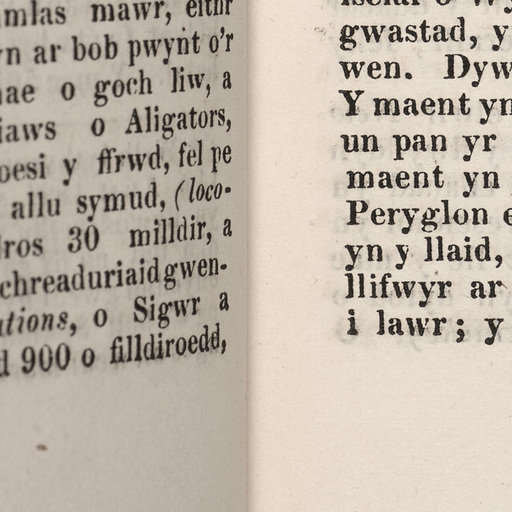 mlas mawr, eithr
yn ar bob pwynt o'r
ae o goch liw, a
iaws o Aligators,
oesi y ffrwd, fel pe
allu symud, (loco-
ros 30 milldir, a
chreaduriaid gwen-
ations, o Sigwr a
900 o filldiroedd,
gwastad, y
wen. Dyw
Y maent yn
un pan yr
maent yn
Peryglon e
yn y llaid,
llifwyr ar
i lawr; y